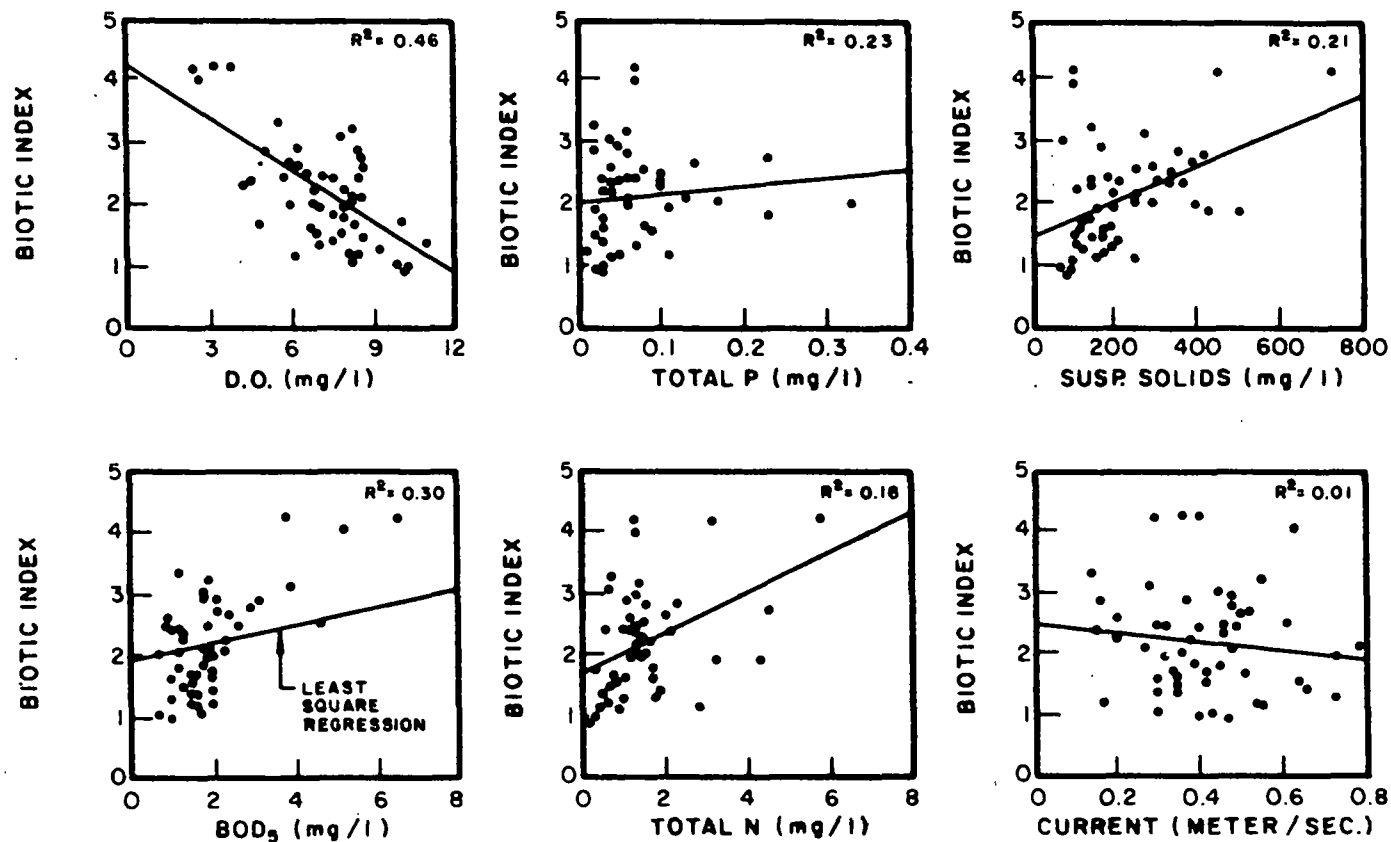 R² = 0.46
BIOTIC INDEX
5
4
3
2
1
0
0 3 6 9 12
D.O. (mg/l)
R² = 0.23
BIOTIC INDEX
5
4
3
2
1
0
0 0.1 0.2 0.3 0.4
TOTAL P (mg/l)
R² = 0.21
BIOTIC INDEX
5
4
3
2
1
0
0 200 400 600 800
SUSP. SOLIDS (mg/l)
R² = 0.30
BIOTIC INDEX
5
4
3
2
1
0
LEAST
SQUARE
REGRESSION
0 2 4 6 8
BOD₅ (mg/l)
R² = 0.18
BIOTIC INDEX
5
4
3
2
1
0
0 2 4 6 8
TOTAL N (mg/l)
R² = 0.01
BIOTIC INDEX
5
4
3
2
1
0
0 0.2 0.4 0.6 0.8
CURRENT (METER/SEC.)